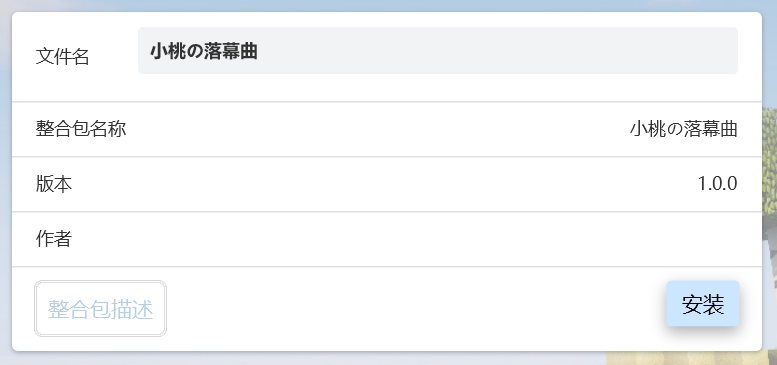 文件名
小桃の落幕曲
整合包名称
小桃の落幕曲
版本
1.0.0
作者
整合包描述
安装